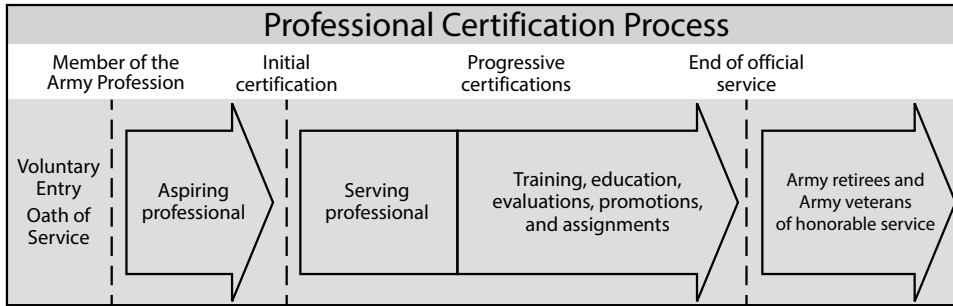 Professional Certification Process
Member of the
Army Profession
Initial
certification
Progressive
certifications
End of official
service
Voluntary
Entry
Oath of
Service
Aspiring
professional
Serving
professional
Training, education,
evaluations, promotions,
and assignments
Army retirees and
Army veterans
of honorable service